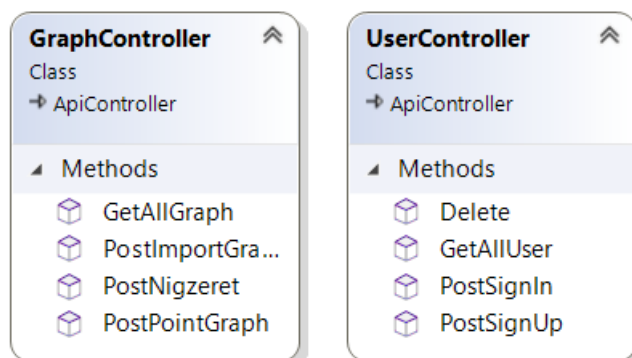 GraphController
Class
ApiController
Methods
GetAllGraph
PostImportGra...
PostNigzeret
PostPointGraph
UserController
Class
ApiController
Methods
Delete
GetAllUser
PostSignIn
PostSignUp